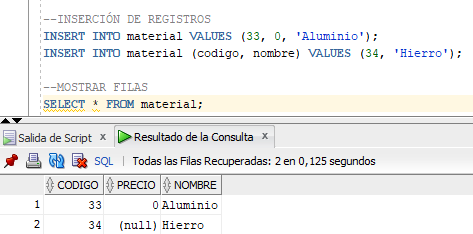 --INSERCIÓN DE REGISTROS
INSERT INTO material VALUES (33, 0, 'Aluminio');
INSERT INTO material (codigo, nombre) VALUES (34, 'Hierro');
--MOSTRAR FILAS
SELECT * FROM material;
Salida de Script x Resultado de la Consulta x
SQL | Todas las Filas Recuperadas: 2 en 0,125 segundos
CODIGO PRECIO NOMBRE
1 33 0 Aluminio
2 34 (null) Hierro